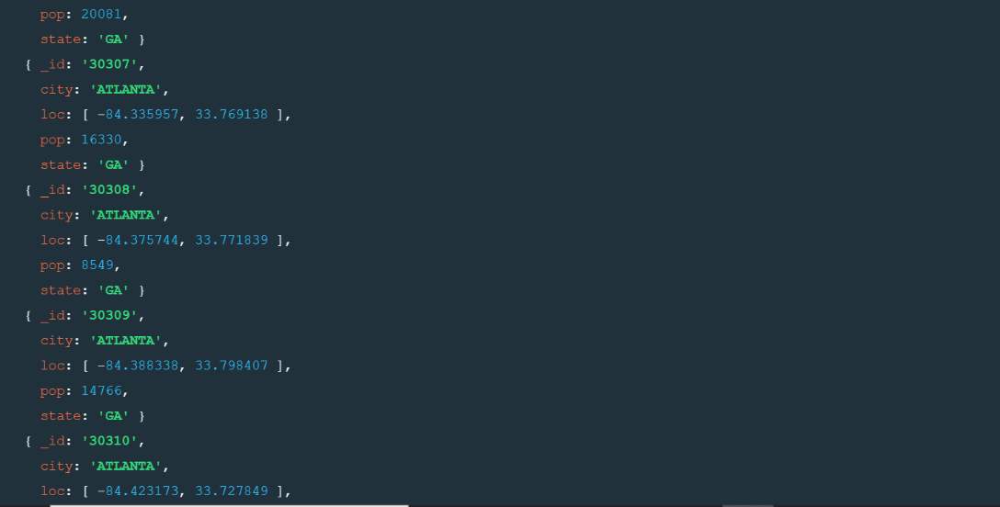 pop: 20081,
state: 'GA' }
{ _id: '30307',
city: 'ATLANTA',
loc: [ -84.335957, 33.769138 ],
pop: 16330,
state: 'GA' }
{ _id: '30308',
city: 'ATLANTA',
loc: [ -84.375744, 33.771839 ],
pop: 8549,
state: 'GA' }
{ _id: '30309',
city: 'ATLANTA',
loc: [ -84.388338, 33.798407 ],
pop: 14766,
state: 'GA' }
{ _id: '30310',
city: 'ATLANTA',
loc: [ -84.423173, 33.727849 ],